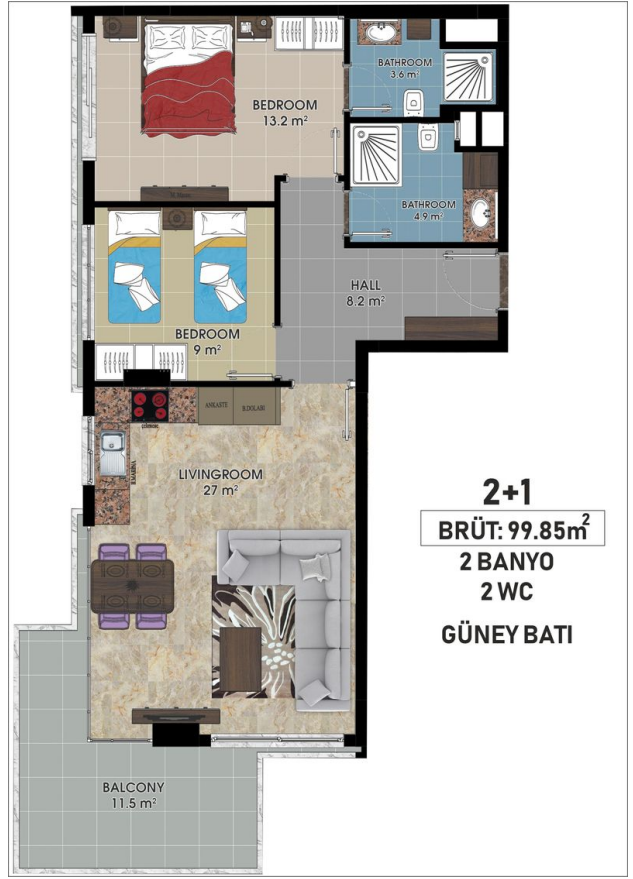 BATHROOM
3.6 m²
BEDROOM
13.2 m²
BATHROOM
4.9 m²
HALL
8.2 m²
BEDROOM
9 m²
ANKASTE
B.DOLABI
LIVINGROOM
27 m²
2+1
BRÜT: 99.85m²
2 BANYO
2 WC
GÜNEY BATI
BALCONY
11.5 m²